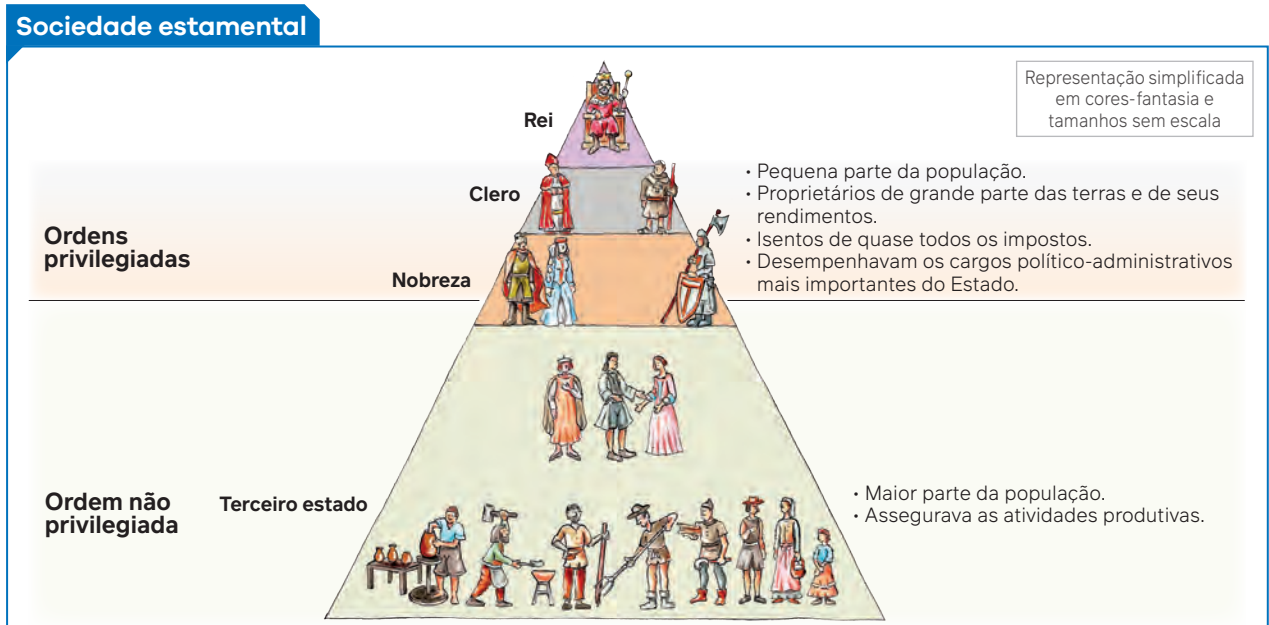 Sociedade estamental
Representação simplificada
em cores-fantasia e
tamanhos sem escala
Rei
Ordens
privilegiadas
Clero
Nobreza
• Pequena parte da população.
• Proprietários de grande parte das terras e de seus
rendimentos.
• Isentos de quase todos os impostos.
• Desempenhavam os cargos político-administrativos
mais importantes do Estado.
Ordem não
privilegiada
Terceiro estado
• Maior parte da população.
• Assegurava as atividades produtivas.